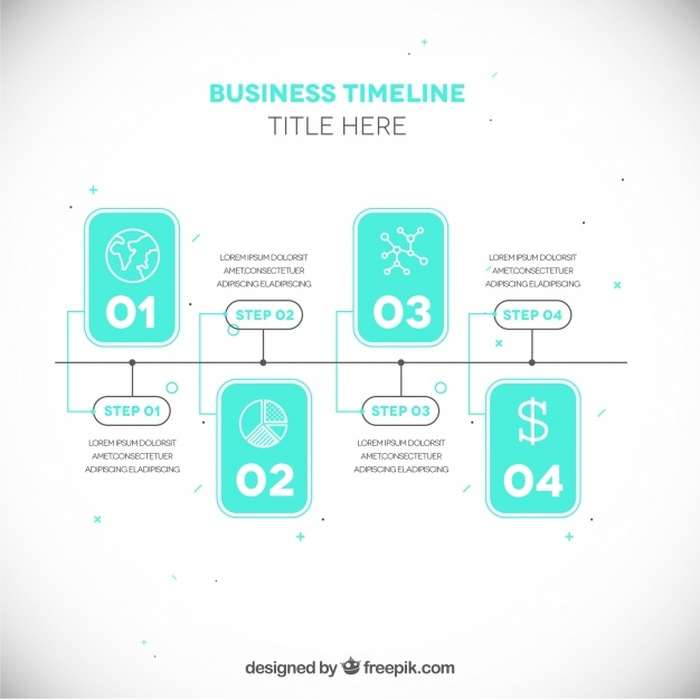 BUSINESS TIMELINE
TITLE HERE
01
STEP 01
LOREM IPSUM DOLORSIT
AMET,CONSECTETUER
ADIPISCING ELADIPISCING
LOREM IPSUM DOLORSIT
AMET,CONSECTETUER
ADIPISCING ELADIPISCING
STEP 02
02
03
STEP 03
LOREM IPSUM DOLORSIT
AMET,CONSECTETUER
ADIPISCING ELADIPISCING
LOREM IPSUM DOLORSIT
AMET,CONSECTETUER
ADIPISCING ELADIPISCING
STEP 04
$
04
designed by freepik.com